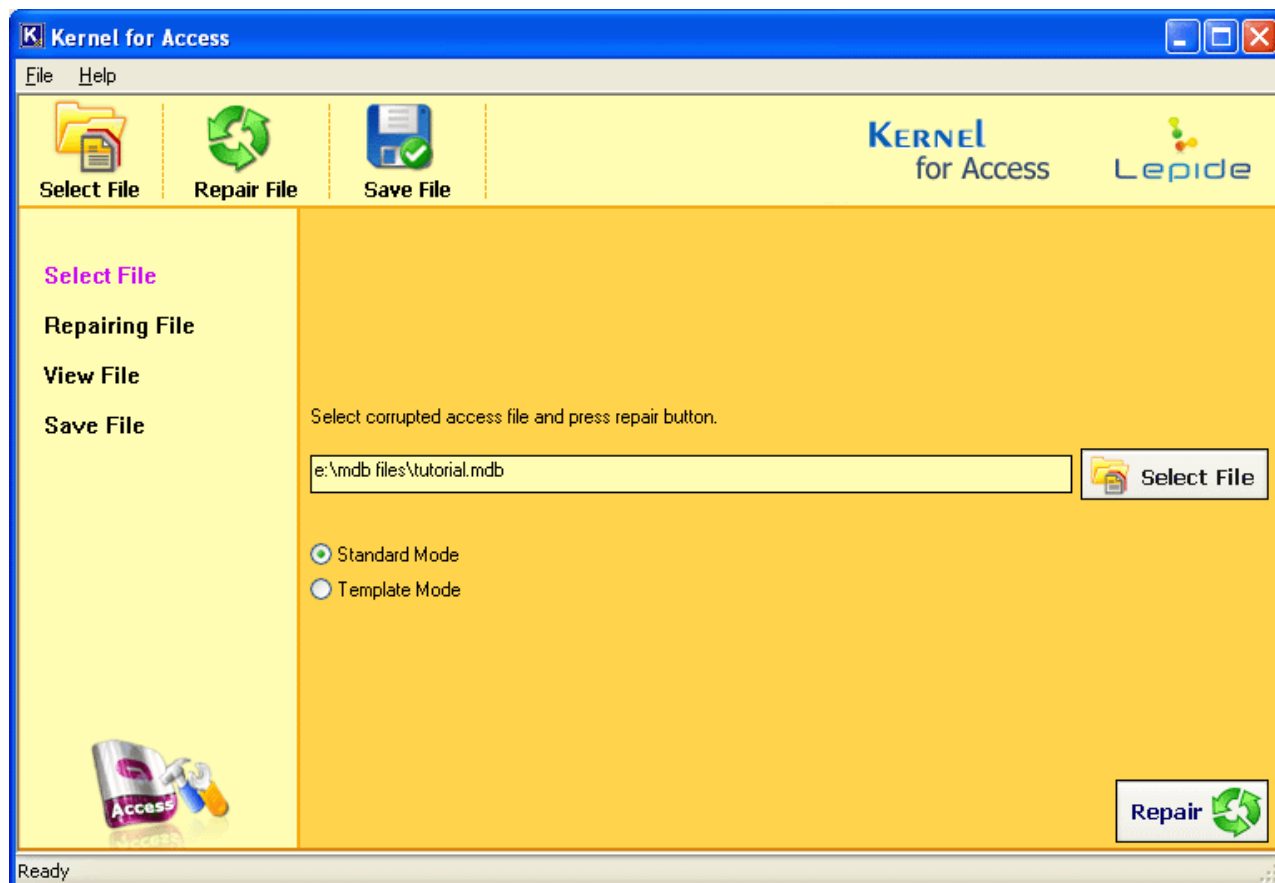 Kernel for Access
File Help
Select File Repair File Save File
KERNEl
for Access
Lepide
Select File
Repairing File
View File
Save File
Select corrupted access file and press repair button.
e:\mdb files\tutorial.mdb
Select File
Standard Mode
Template Mode
Access
Repair
Ready